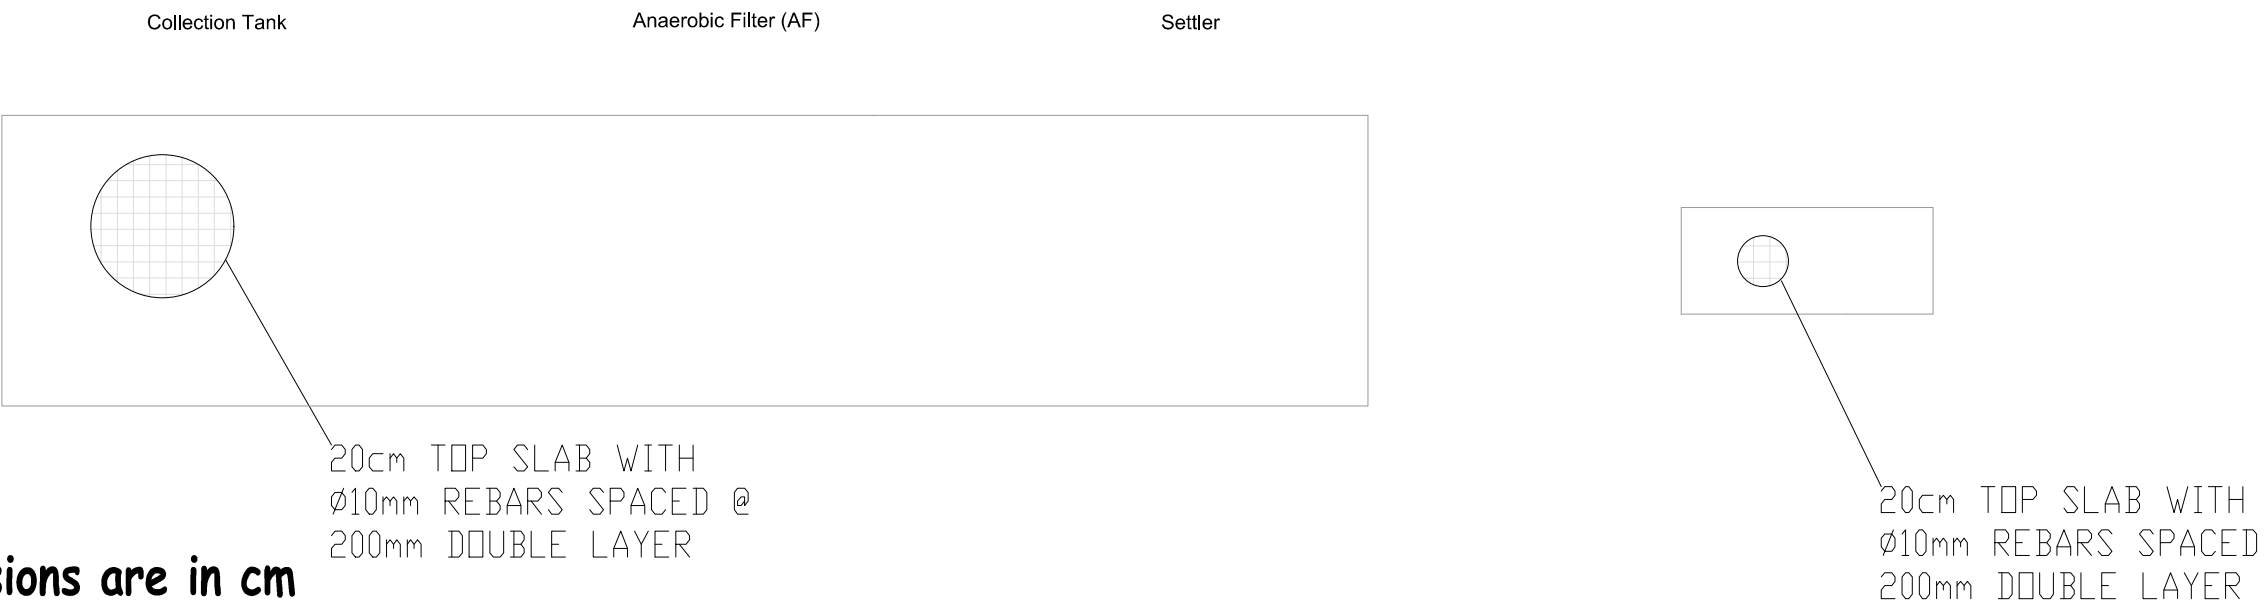 Collection Tank
Anaerobic Filter (AF)
Settler
20cm TOP SLAB WITH
Ø10mm REBARS SPACED @
200mm DOUBLE LAYER
20cm TOP SLAB WITH
Ø10mm REBARS SPACED
200mm DOUBLE LAYER
are in cm